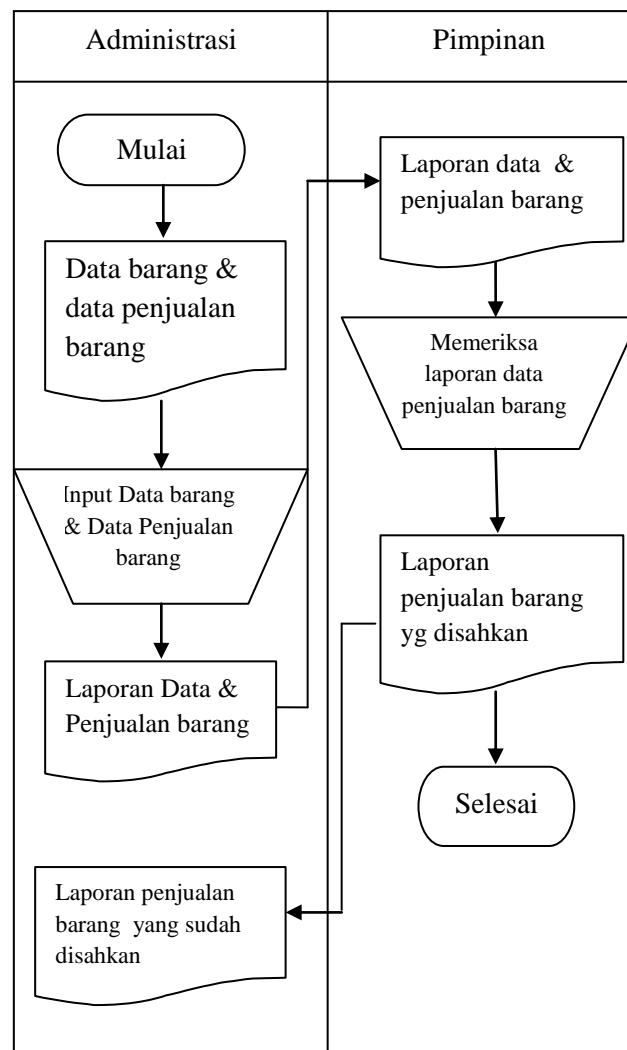 Administrasi
Pimpinan
Mulai
Data barang &
data penjualan
barang
Input Data barang
& Data Penjualan
barang
Laporan Data &
Penjualan barang
Laporan penjualan
barang yang sudah
disahkan
Laporan data &
penjualan barang
Memeriksa
laporan data
penjualan barang
Laporan
penjualan barang
yg disahkan
Selesai